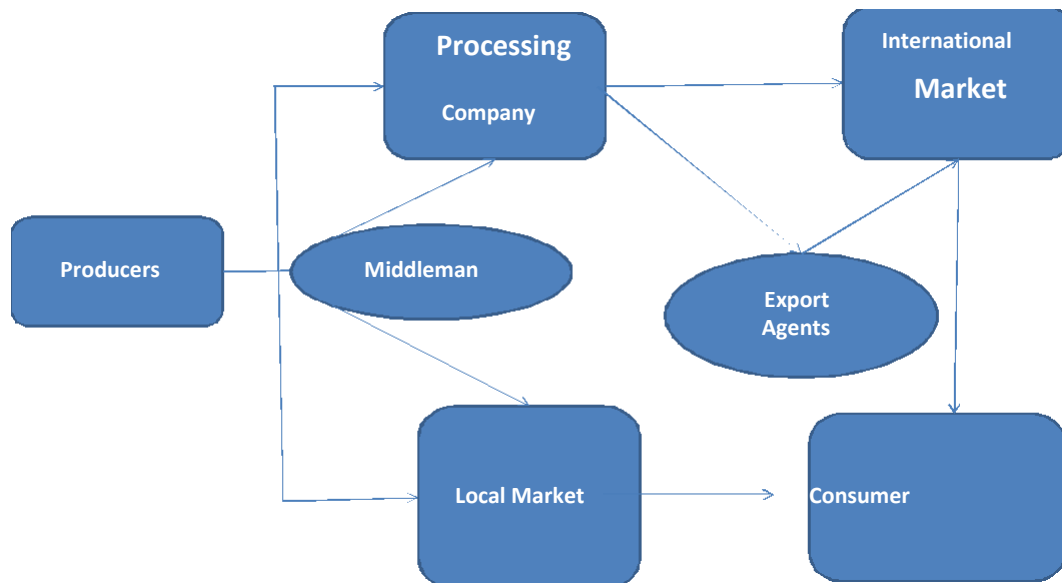 Processing
Company
International
Market
Producers
Middleman
Export
Agents
Local Market
Consumer